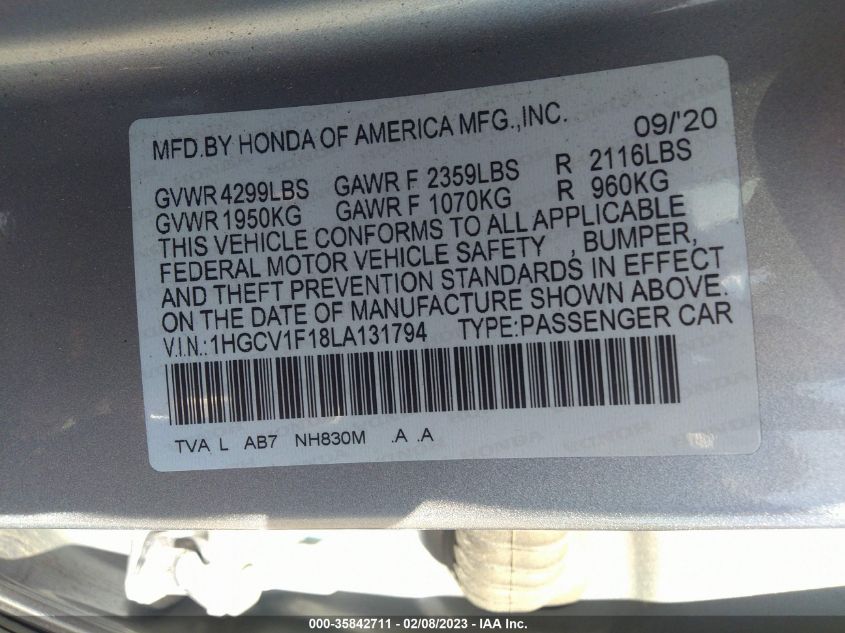 MFD.BY HONDA OF AMERICA MFG.,INC. 09/'20
GVWR 4299LBS GAWR F 2359LBS R 2116LBS
GVWR 1950KG GAWR F 1070KG R 960KG
THIS VEHICLE CONFORMS TO ALL APPLICABLE
FEDERAL MOTOR VEHICLE SAFETY , BUMPER,
AND THEFT PREVENTION STANDARDS IN EFFECT
ON THE DATE OF MANUFACTURE SHOWN ABOVE.
V.I.N.:1HGCV1F18LA131794 TYPE:PASSENGER CAR
TVA L AB7 NH830M .A .A
000-35842711 - 02/08/2023 - IAA Inc.